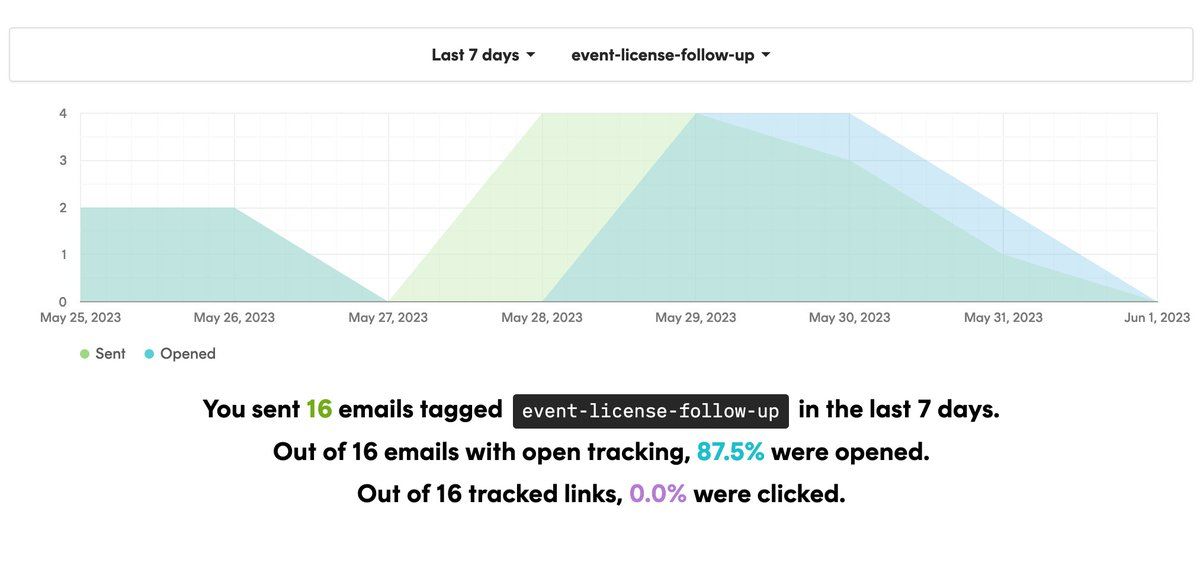 Last 7 days event-license-follow-up
4
3
2
1
0
May 25, 2023 May 26, 2023 May 27, 2023 May 28, 2023 May 29, 2023 May 30, 2023 May 31, 2023 Jun 1, 2023
Sent Opened
You sent 16 emails tagged event-license-follow-up in the last 7 days.
Out of 16 emails with open tracking, 87.5% were opened.
Out of 16 tracked links, 0.0% were clicked.